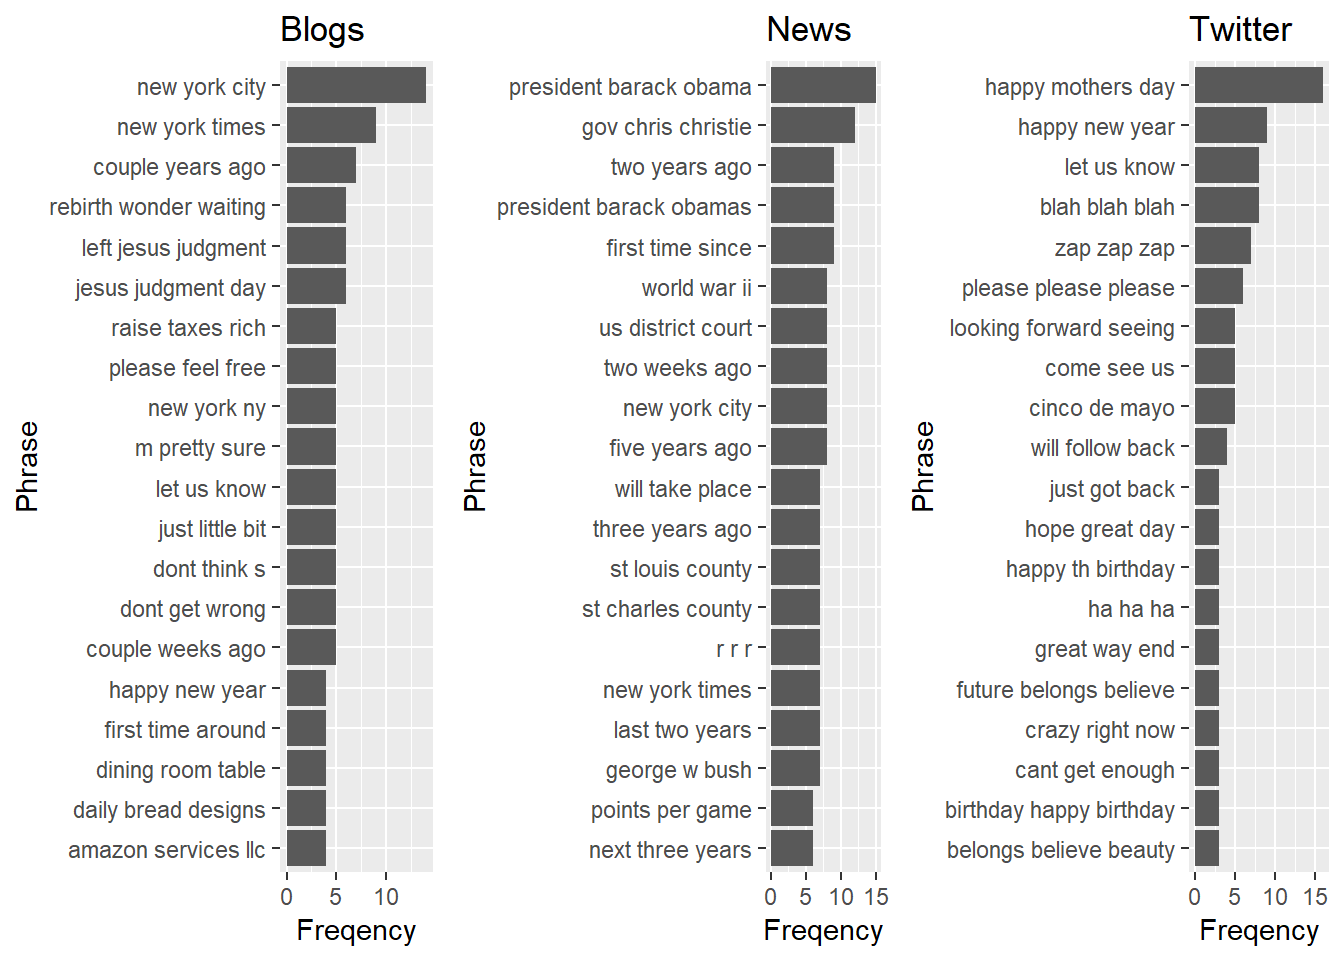 Blogs
Phrase
new york city
new york times
couple years ago
rebirth wonder waiting
left jesus judgment
jesus judgment day
raise taxes rich
please feel free
new york ny
m pretty sure
let us know
just little bit
dont think s
dont get wrong
couple weeks ago
happy new year
first time around
dining room table
daily bread designs
amazon services llc
0 5 10
Freqency
News
Phrase
president barack obama
gov chris christie
two years ago
president barack obamas
first time since
world war ii
us district court
two weeks ago
new york city
five years ago
will take place
three years ago
st louis county
st charles county
r r r
new york times
last two years
george w bush
points per game
next three years
0 5 10 15
Freqency
Twitter
Phrase
happy mothers day
happy new year
let us know
blah blah blah
zap zap zap
please please please
looking forward seeing
come see us
cinco de mayo
will follow back
just got back
hope great day
happy th birthday
ha ha ha
great way end
future belongs believe
crazy right now
cant get enough
birthday happy birthday
belongs believe beauty
0 5 10 15
Freqency